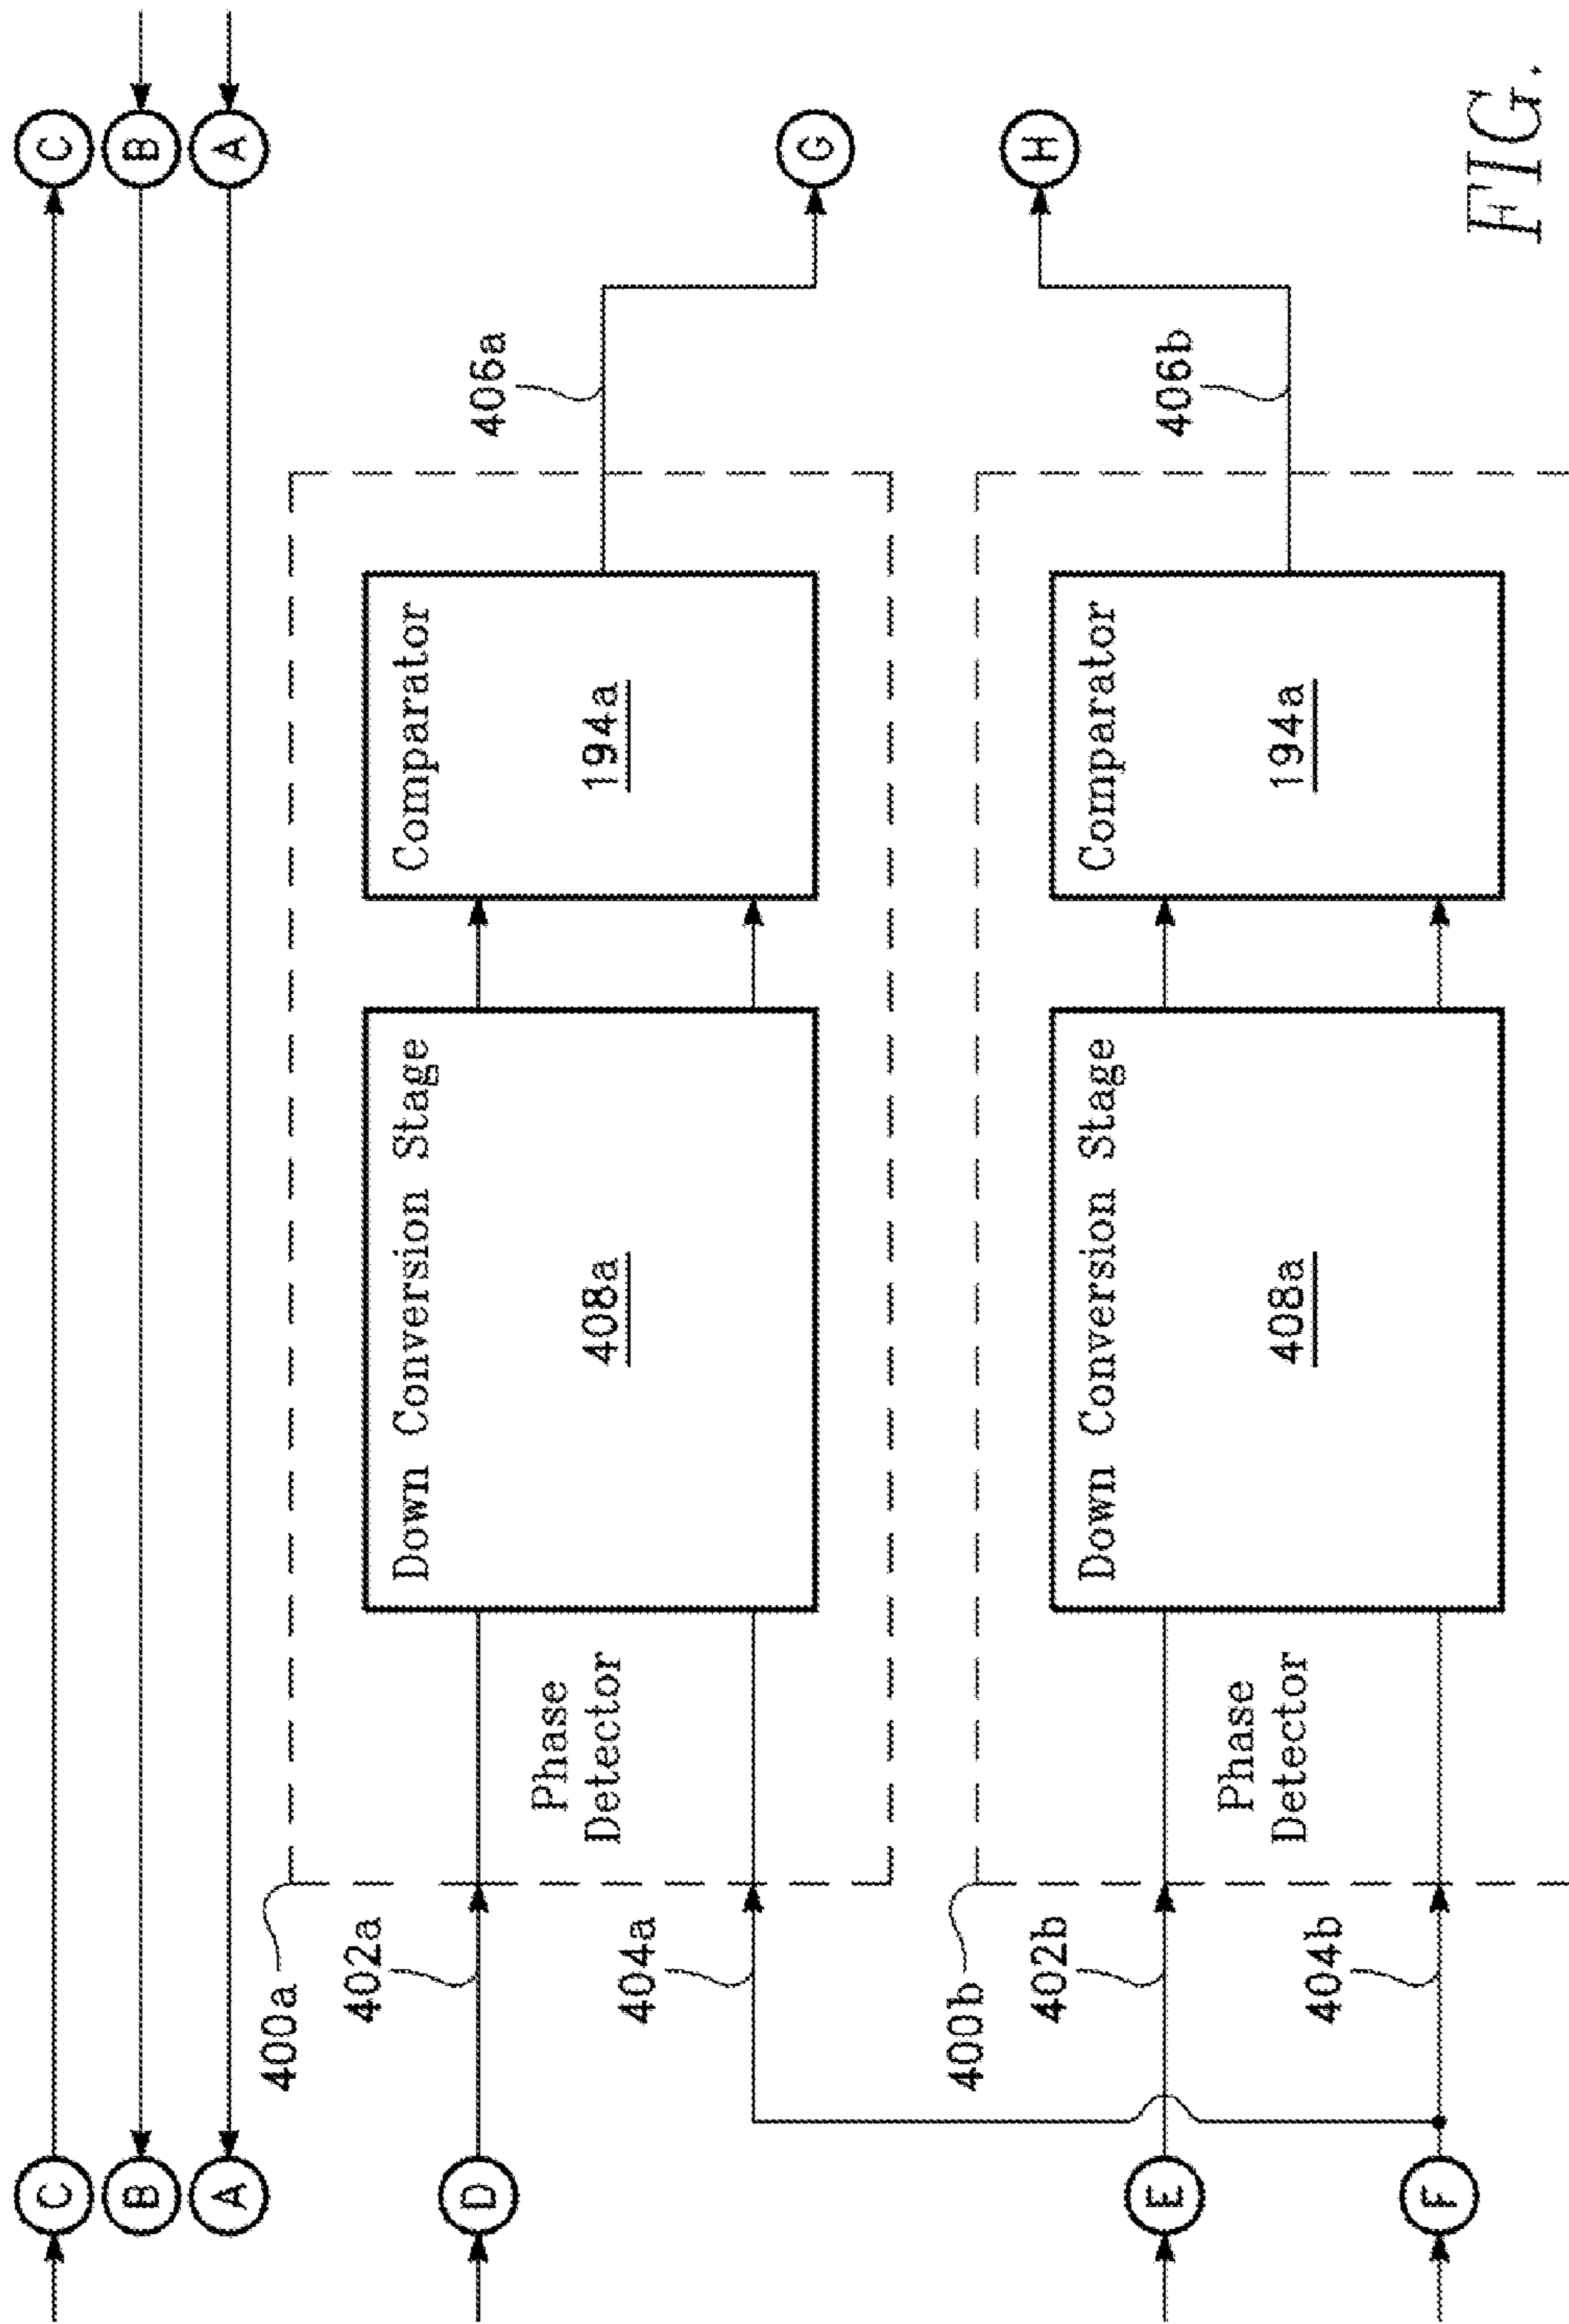 C
B
A
C
B
A
400a
Phase
Detector
Down Conversion Stage
408a
Comparator
194a
406a
D
402a
404a
G
400b
Phase
Detector
Down Conversion Stage
408a
Comparator
194a
406b
H
E
402b
F
404b
FIG.